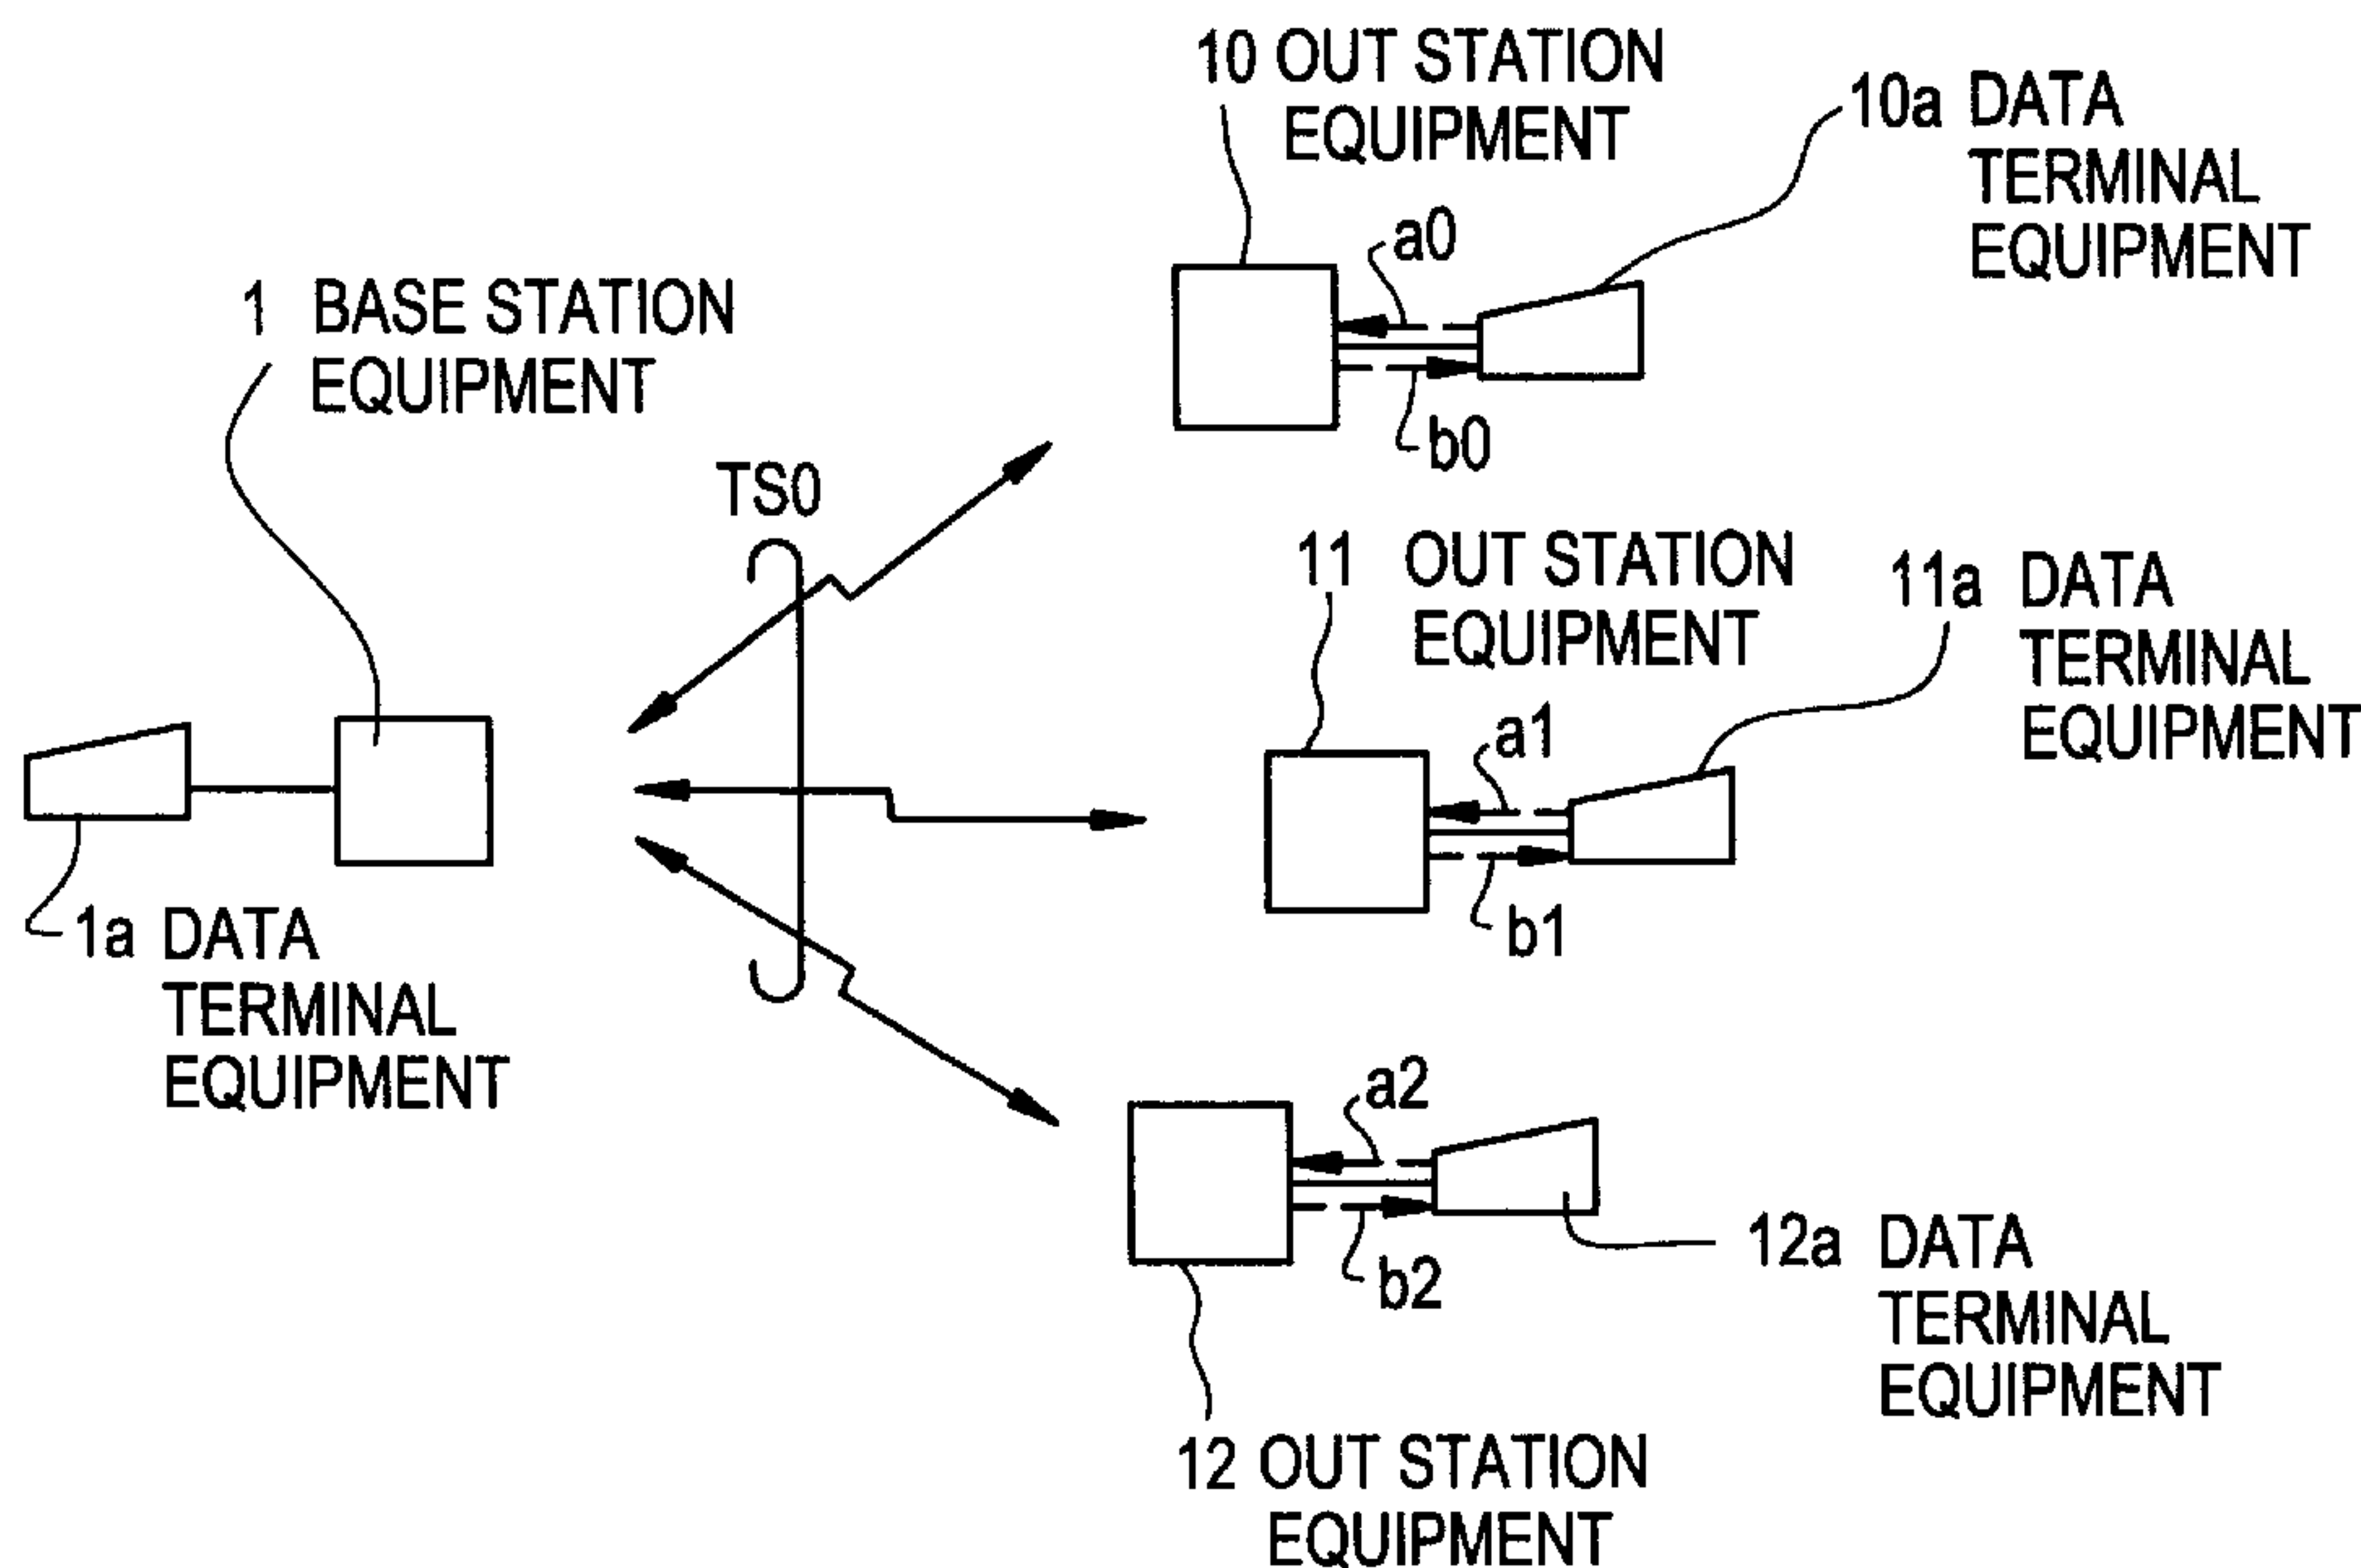 10 OUT STATION
EQUIPMENT
10a DATA
TERMINAL
EQUIPMENT
a0
b0
1 BASE STATION
EQUIPMENT
TS0
11 OUT STATION
EQUIPMENT
11a DATA
TERMINAL
EQUIPMENT
a1
b1
1a DATA
TERMINAL
EQUIPMENT
a2
b2
12a DATA
TERMINAL
EQUIPMENT
12 OUT STATION
EQUIPMENT